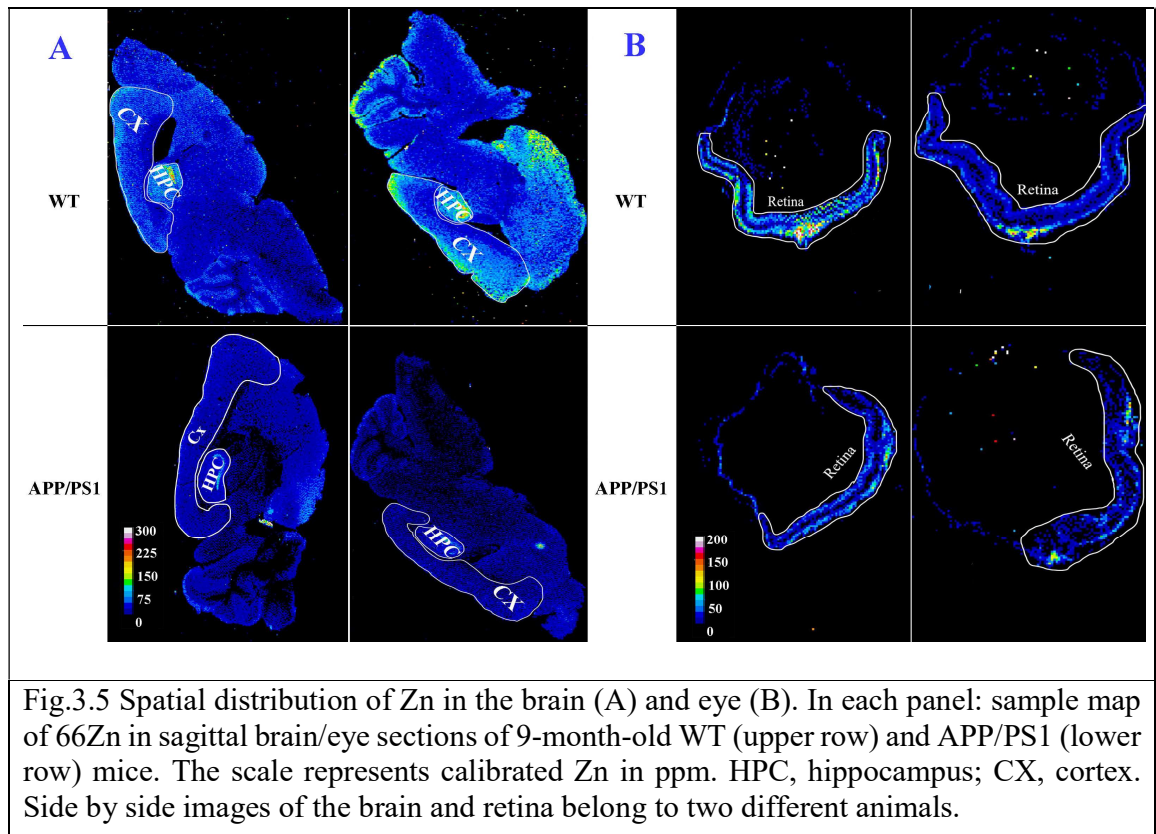 A
B
WT
CX
HPC
HPC
CX
WT
Retina
Retina
APP/PS1
Cx
HPC
300
225
150
75
0
HPC
CX
APP/PS1
Retina
200
150
100
50
0
Retina
Fig.3.5 Spatial distribution of Zn in the brain (A) and eye (B). In each panel: sample map
of 66Zn in sagittal brain/eye sections of 9-month-old WT (upper row) and APP/PS1 (lower
row) mice. The scale represents calibrated Zn in ppm. HPC, hippocampus; CX, cortex.
Side by side images of the brain and retina belong to two different animals.